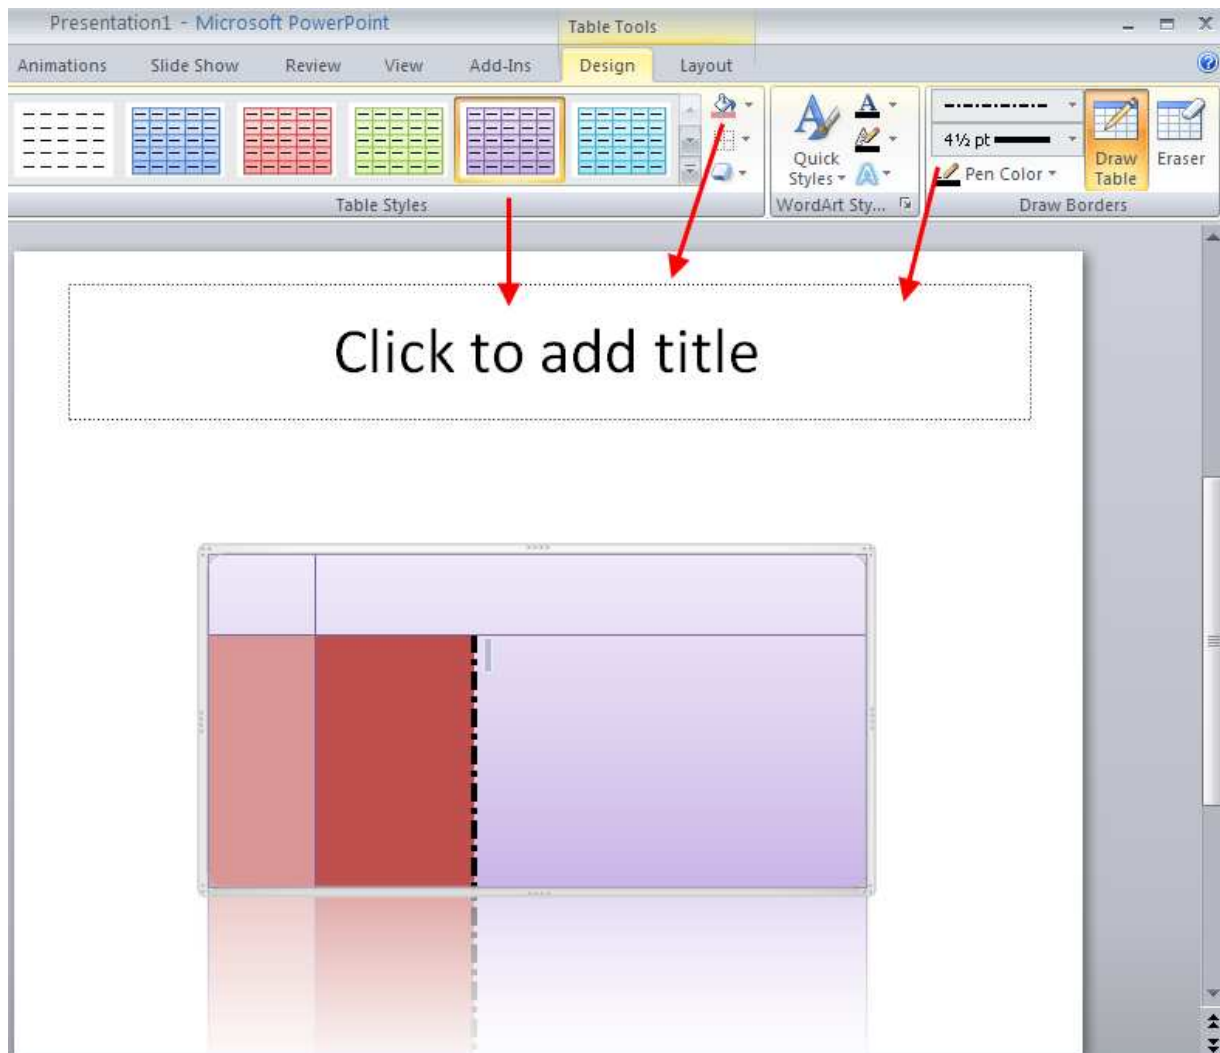 Presentation1 - Microsoft PowerPoint
Table Tools
Animations Slide Show Review View Add-Ins Design Layout
4½ pt
Quick
Styles
Pen Color
Draw
Table
Eraser
Table Styles
WordArt Sty...
Draw Borders
Click to add title